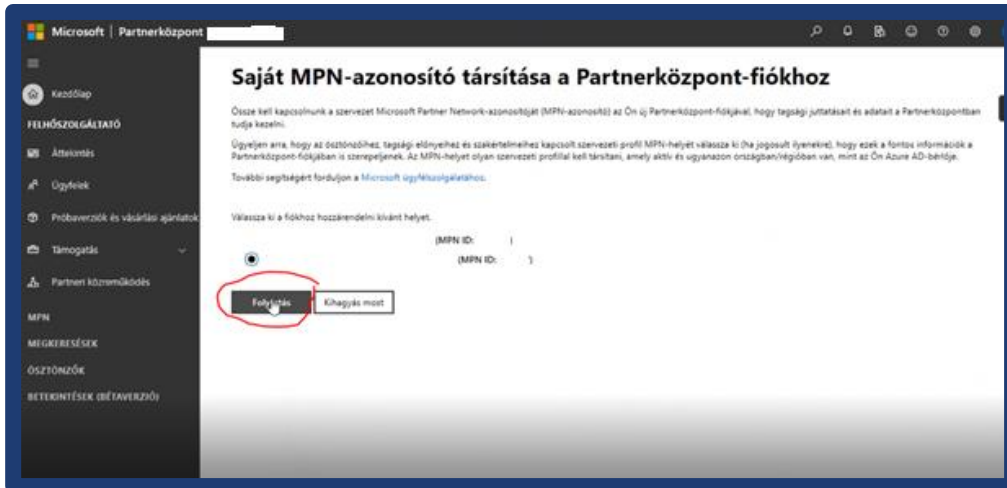 Microsoft | Partnerközpont
Kezdőlap
FELHŐSZOLGÁLTATÓ
Áttekintés
Ügyfelek
Próbaverziók és vásárlási ajánlatok
Támogatás
Partneri közreműködés
MPN
MEGKERESÉSEK
ÖSZTÖNZŐK
BETEKINTÉSEK (BÉTAVERZIÓ)
Saját MPN-azonosító társítása a Partnerközpont-fiókhoz
Össze kell kapcsolnunk a szervezet Microsoft Partner Network-azonosítóját (MPN-azonosító) az Ön új Partnerközpont-fiókjával, hogy tagsági juttatásait és adatait a Partnerközpontban
tudja kezelni.
Ügyeljen arra, hogy az ösztönzőihez, tagsági előnyeihez és szakértelmeihez kapcsolt szervezeti profil MPN-helyét válassza ki (ha jogosult ilyenekre), hogy ezek a fontos információk a
Partnerközpont-fiókjában is szerepeljenek. Az MPN-helyet olyan szervezeti profillal kell társítani, amely aktív és ugyanazon országban/régióban van, mint az Ön Azure AD-bérlője.
További segítségért forduljon a Microsoft ügyfélszolgálatához.
Válassza ki a fiókhoz hozzárendelni kívánt helyet.
(MPN ID: )
(MPN ID: )
Folytatás Kihagyás most